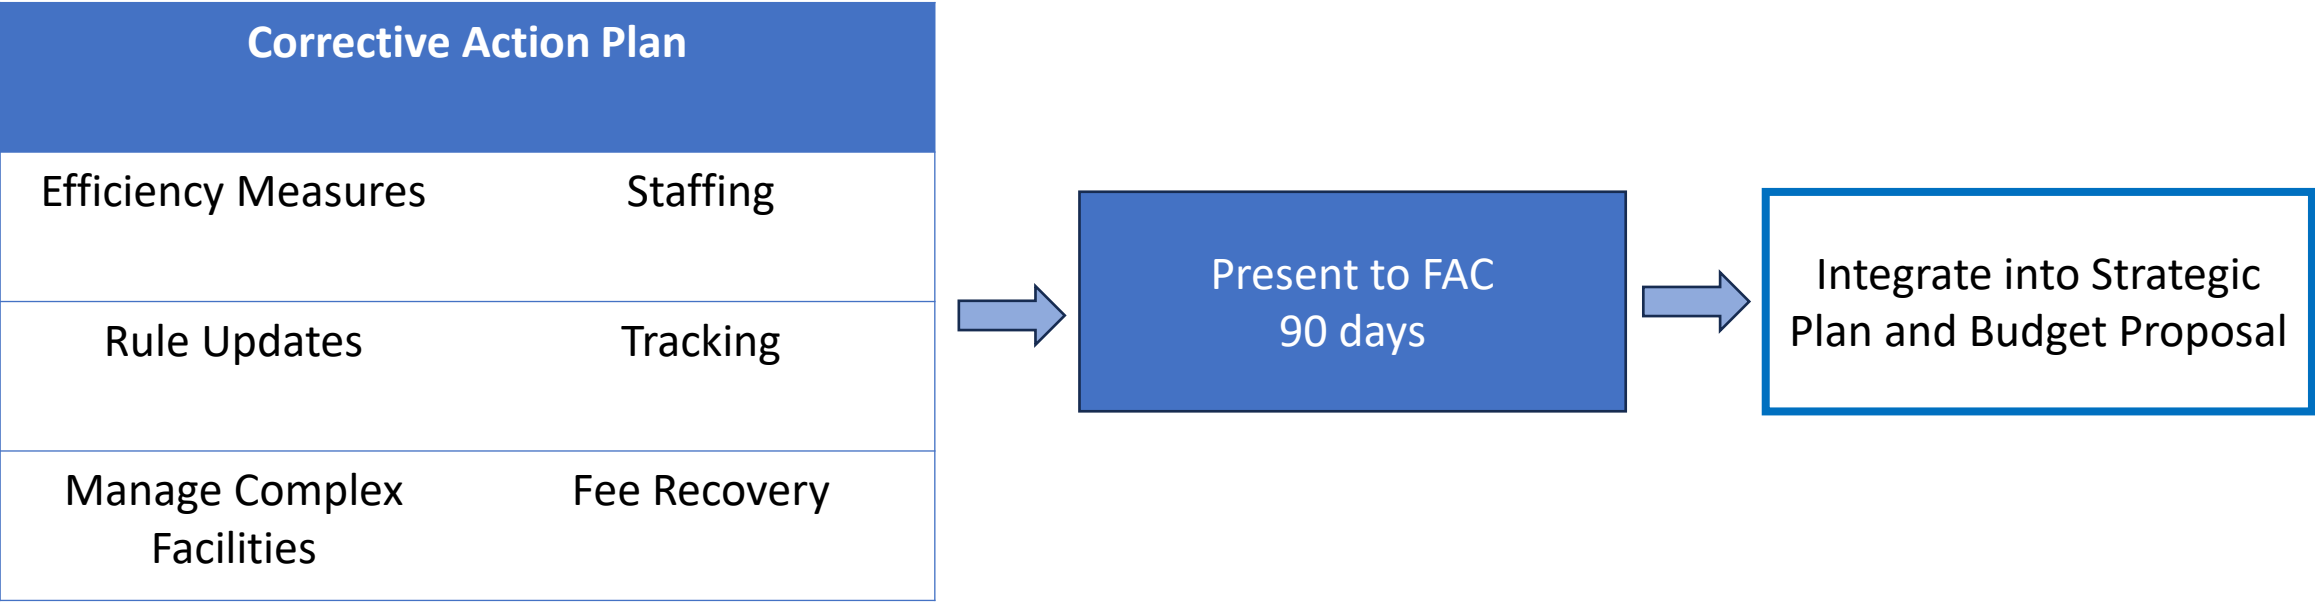 Corrective Action Plan
Efficiency Measures
Staffing
Rule Updates
Tracking
Manage Complex
Facilities
Fee Recovery
Present to FAC
90 days
Integrate into Strategic
Plan and Budget Proposal